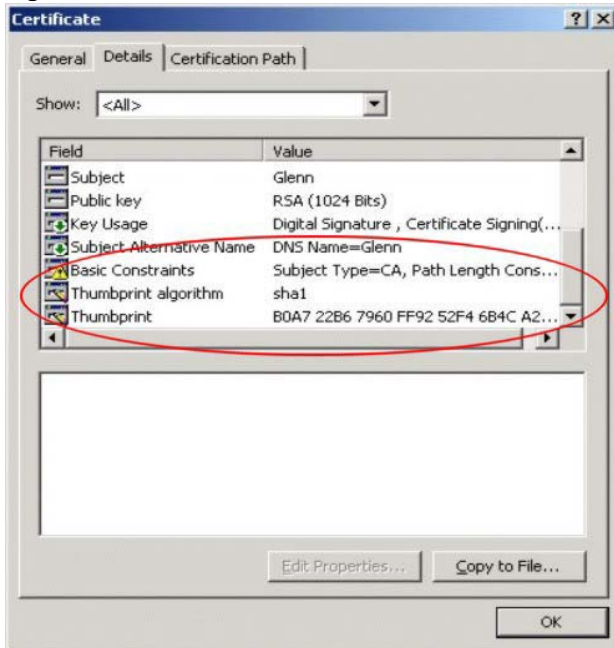 Certificate
General Details Certification Path
Show: <All>
Field Value
Subject Glenn
Public key RSA (1024 Bits)
Key Usage Digital Signature , Certificate Signing(...
Subject Alternative Name DNS Name=Glenn
Basic Constraints Subject Type=CA, Path Length Cons...
Thumbprint algorithm sha1
Thumbprint B0A7 22B6 7960 FF92 52F4 6B4C A2...
Edit Properties... Copy to File...
OK